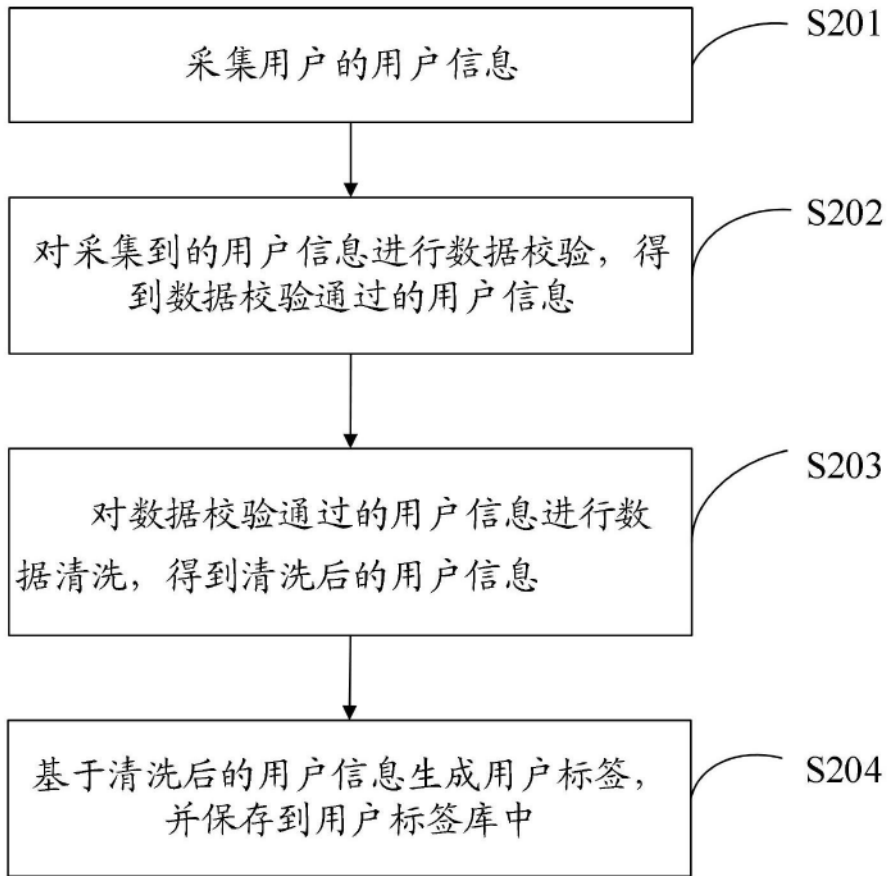 采集用户的用户信息
S201
对采集到的用户信息进行数据校验，得
到数据校验通过的用户信息
S202
对数据校验通过的用户信息进行数
据清洗，得到清洗后的用户信息
S203
基于清洗后的用户信息生成用户标签，
并保存到用户标签库中
S204